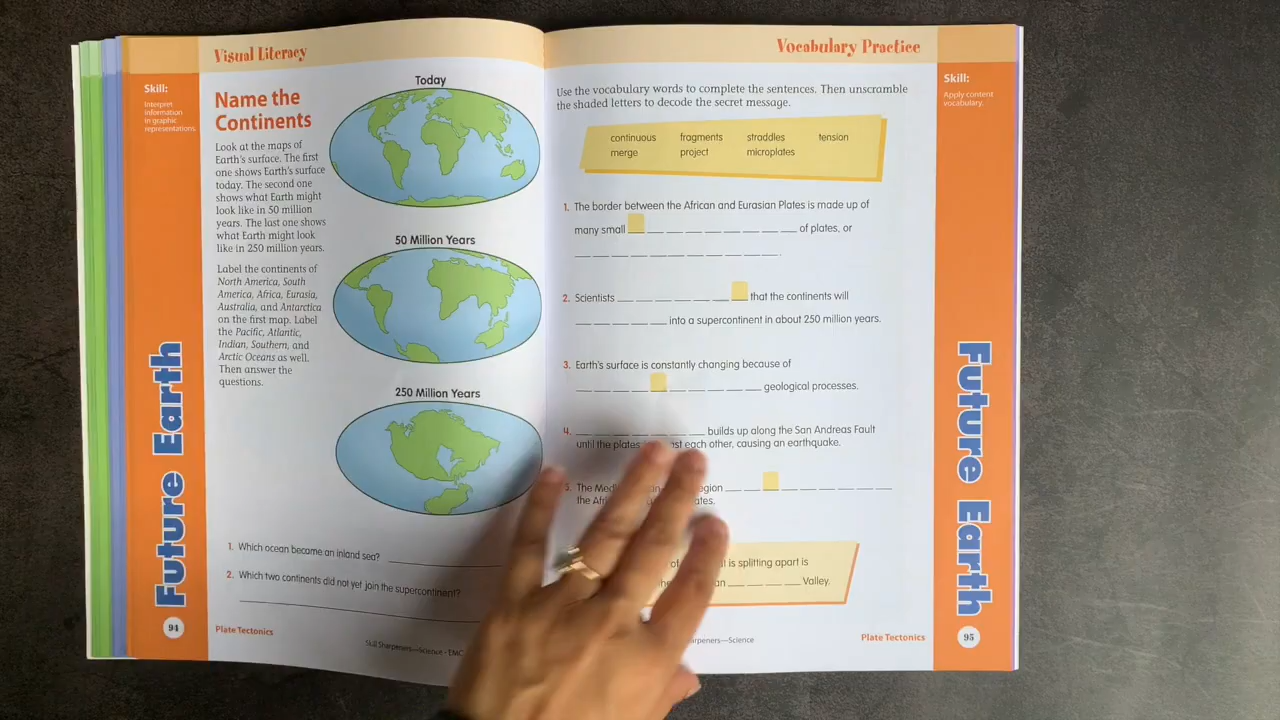 Visual Literacy
Skill:
Interpret
information
in graphic
representations.
Name the
Continents
Look at the maps of
Earth's surface. The first
one shows Earth's surface
today. The second one
shows what Earth might
look like in 50 million
years. The last one shows
what Earth might look
like in 250 million years.
Label the continents of
North America, South
America, Africa, Eurasia,
Australia, and Antarctica
on the first map. Label
the Pacific, Atlantic,
Indian, Southern, and
Arctic Oceans as well.
Then answer the
questions.
Today
50 Million Years
250 Million Years
1. Which ocean became an inland sea?
2. Which two continents did not yet join the supercontinent?
Future Earth
94
Plate Tectonics
Skill Sharpeners—Science • EMC
Vocabulary Practice
Skill:
Apply content
vocabulary.
Use the vocabulary words to complete the sentences. Then unscramble
the shaded letters to decode the secret message.
continuous fragments straddles tension
merge project microplates
1. The border between the African and Eurasian Plates is made up of
many small of plates, or
.
2. Scientists that the continents will
into a supercontinent in about 250 million years.
3. Earth's surface is constantly changing because of
geological processes.
4. builds up along the San Andreas Fault
until the plates each other, causing an earthquake.
The
the
is splitting apart is
Valley.
Science
Plate Tectonics
95
Future Earth